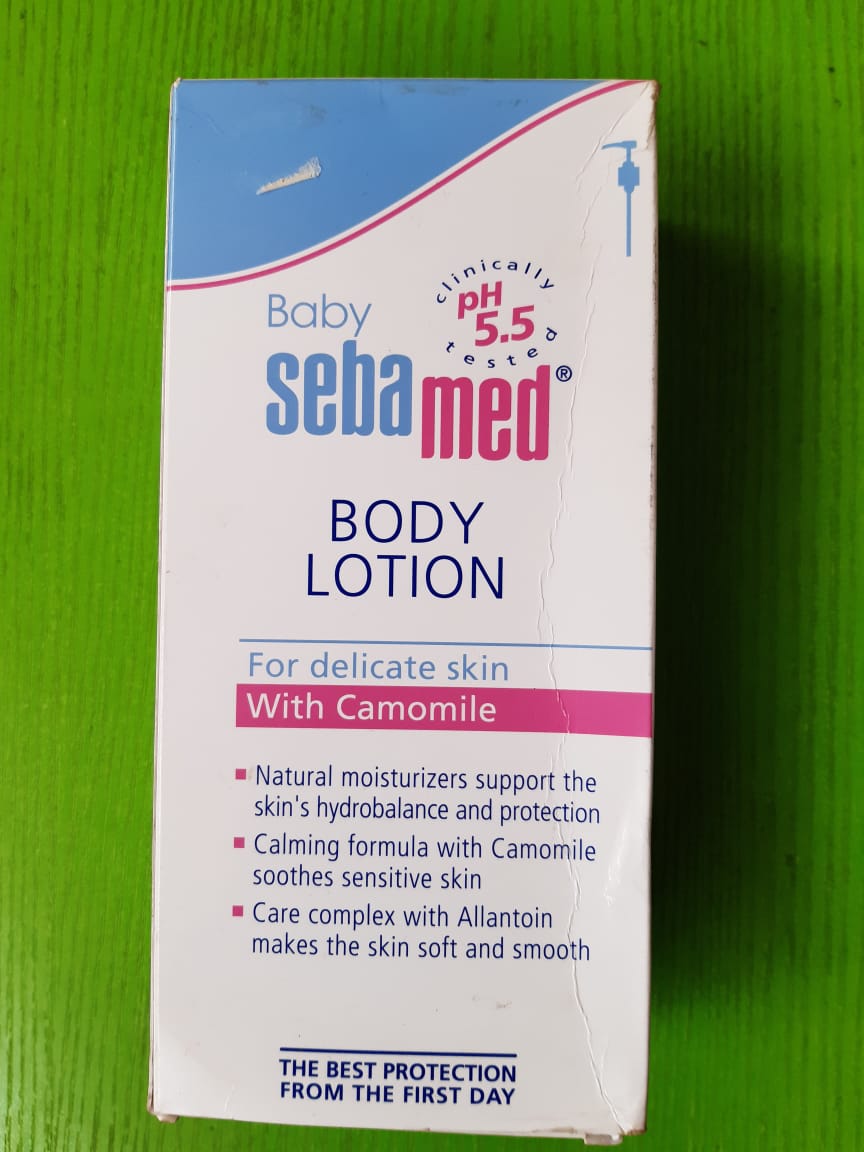 Baby
clinically
pH
5.5
tested
sebamed®
BODY
LOTION
For delicate skin
With Camomile
▪ Natural moisturizers support the
skin's hydrobalance and protection
▪ Calming formula with Camomile
soothes sensitive skin
▪ Care complex with Allantoin
makes the skin soft and smooth
THE BEST PROTECTION
FROM THE FIRST DAY